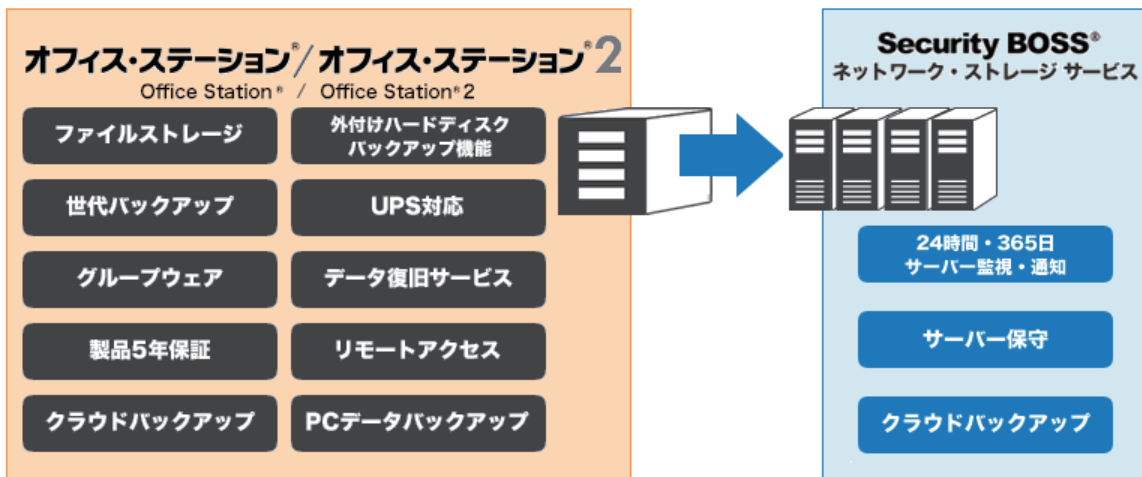 オフィス・ステーション®/オフィス・ステーション®2
Office Station® / Office Station®2
ファイルストレージ
外付けハードディスク
バックアップ機能
世代バックアップ
UPS対応
グループウェア
データ復旧サービス
製品5年保証
リモートアクセス
クラウドバックアップ
PCデータバックアップ
Security BOSS®
ネットワーク・ストレージ サービス
24時間・365日
サーバー監視・通知
サーバー保守
クラウドバックアップ